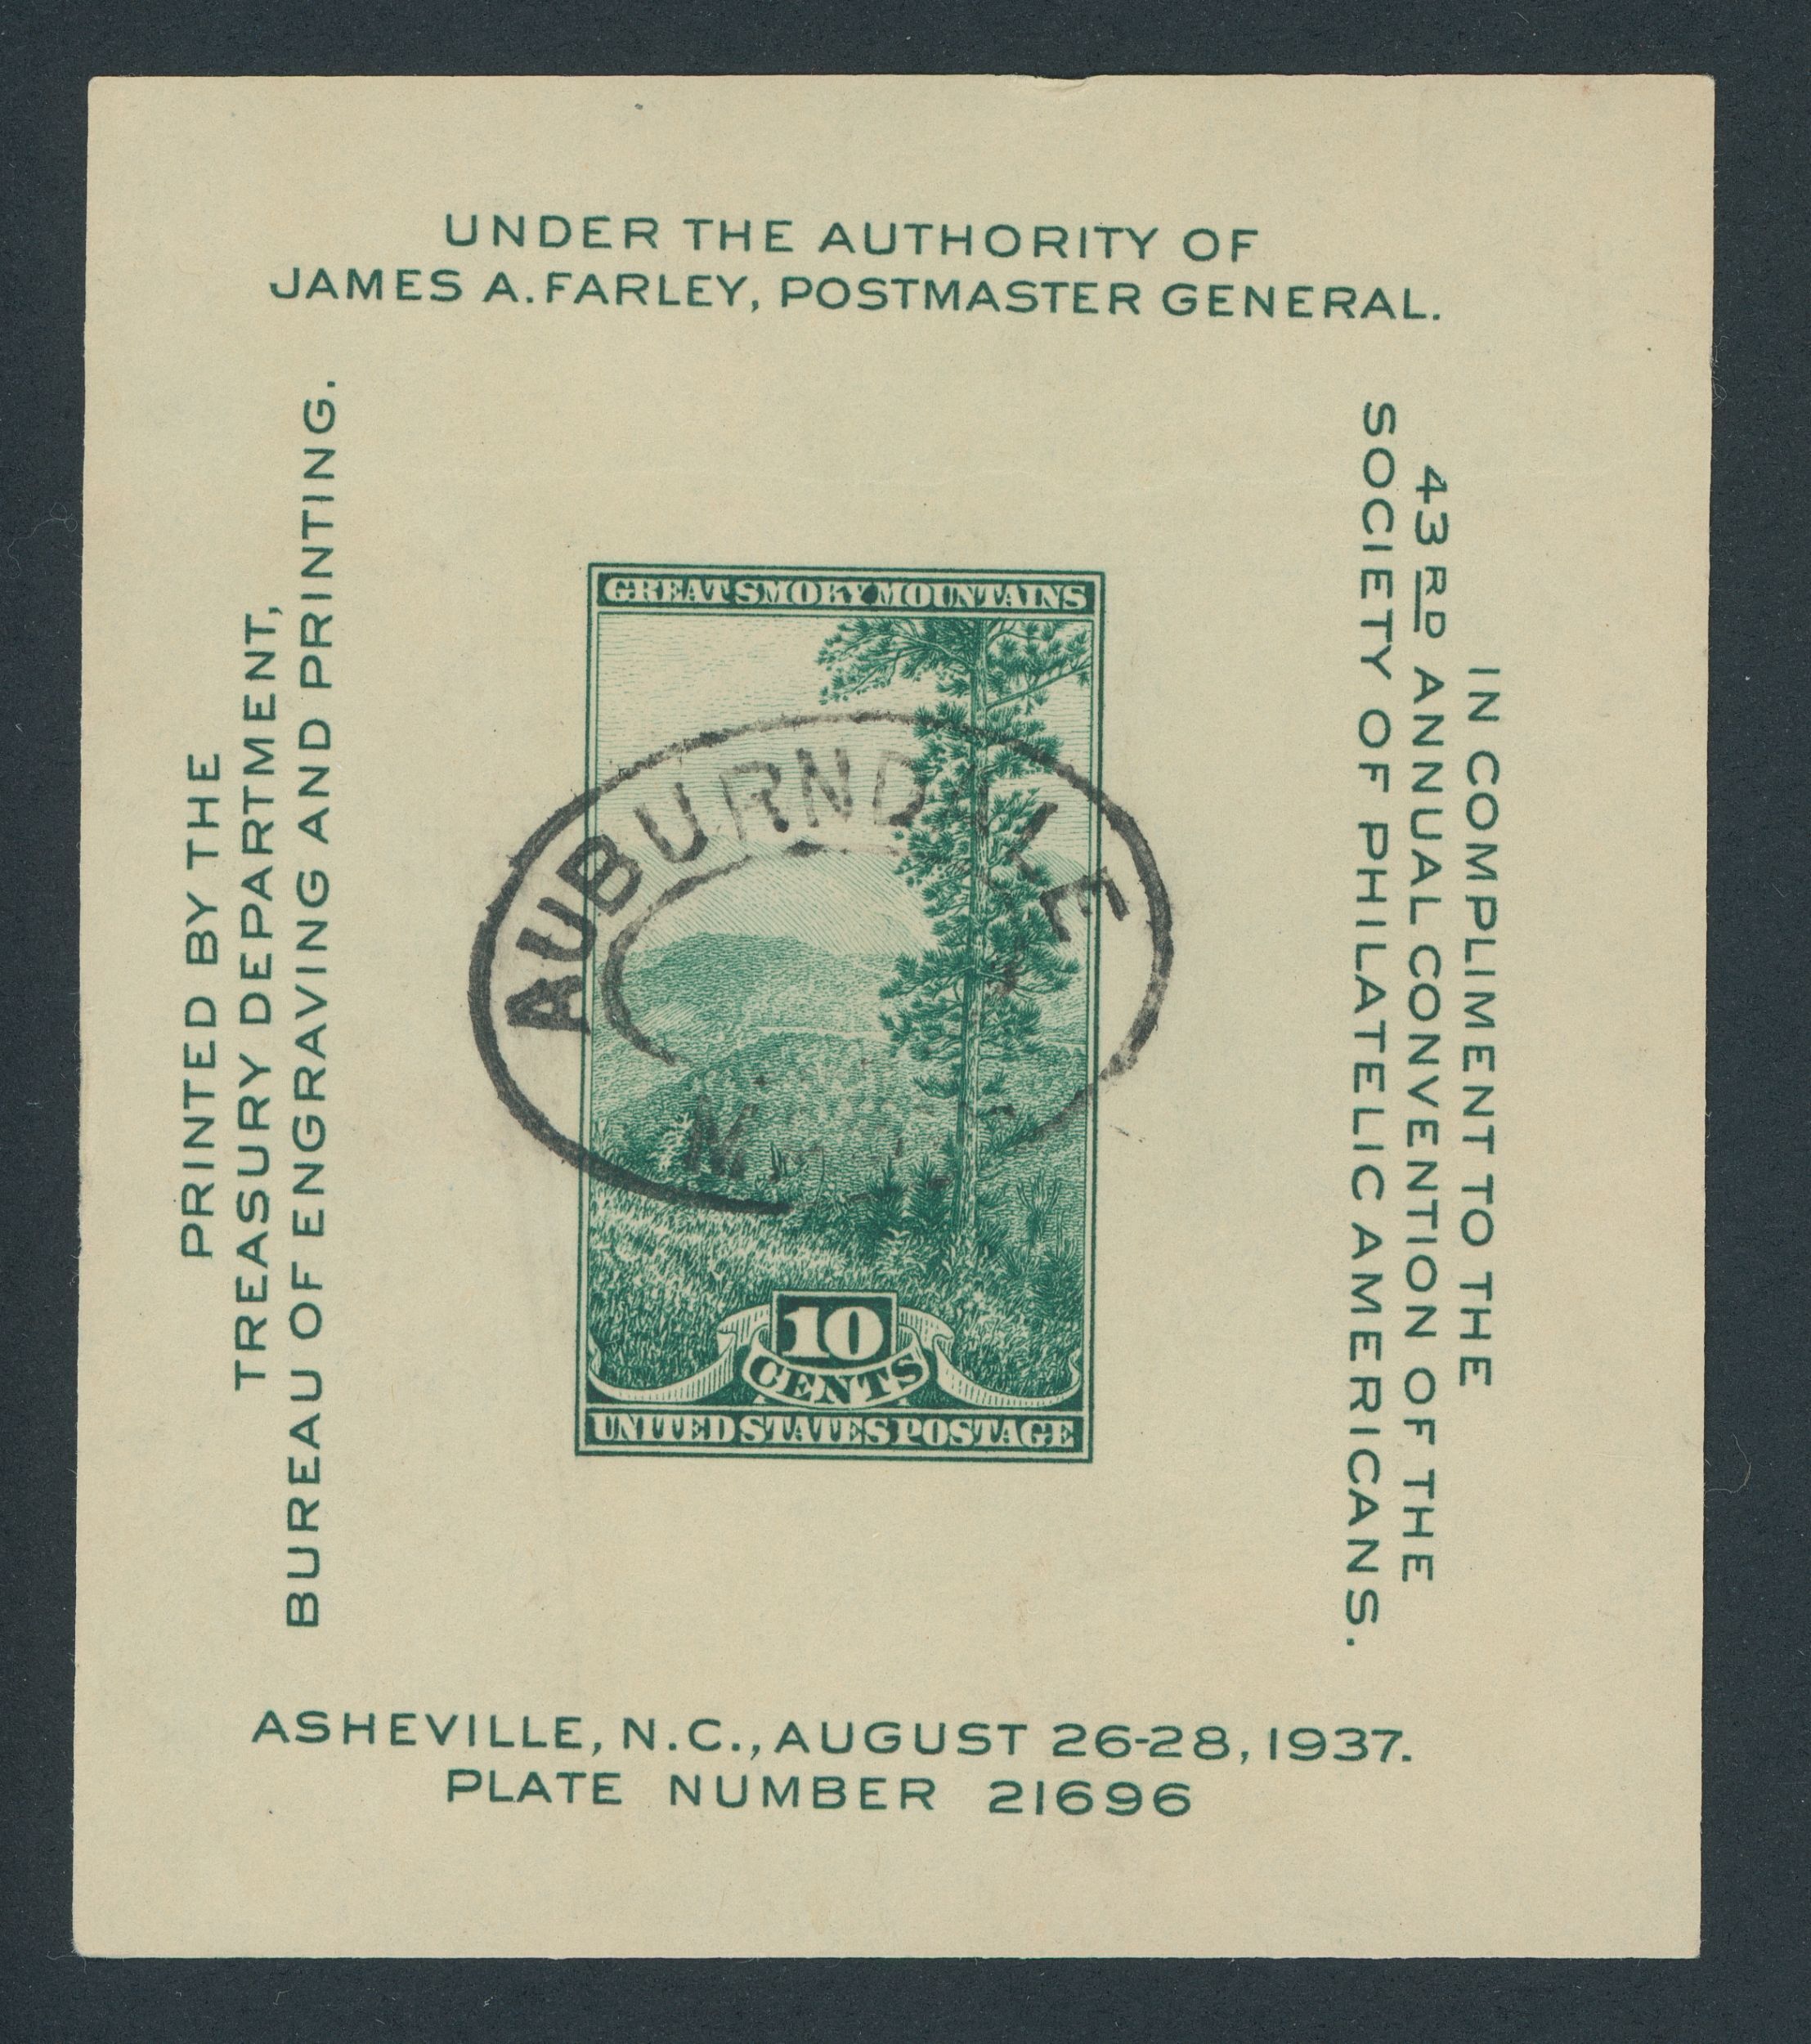 UNDER THE AUTHORITY OF
JAMES A. FARLEY, POSTMASTER GENERAL.
PRINTED BY THE
TREASURY DEPARTMENT,
BUREAU OF ENGRAVING AND PRINTING.
GREAT SMOKY MOUNTAINS
10
CENTS
UNITED STATES POSTAGE
IN COMPLIMENT TO THE
43RD ANNUAL CONVENTION OF THE
SOCIETY OF PHILATELIC AMERICANS.
ASHEVILLE, N.C., AUGUST 26-28, 1937.
PLATE NUMBER 21696